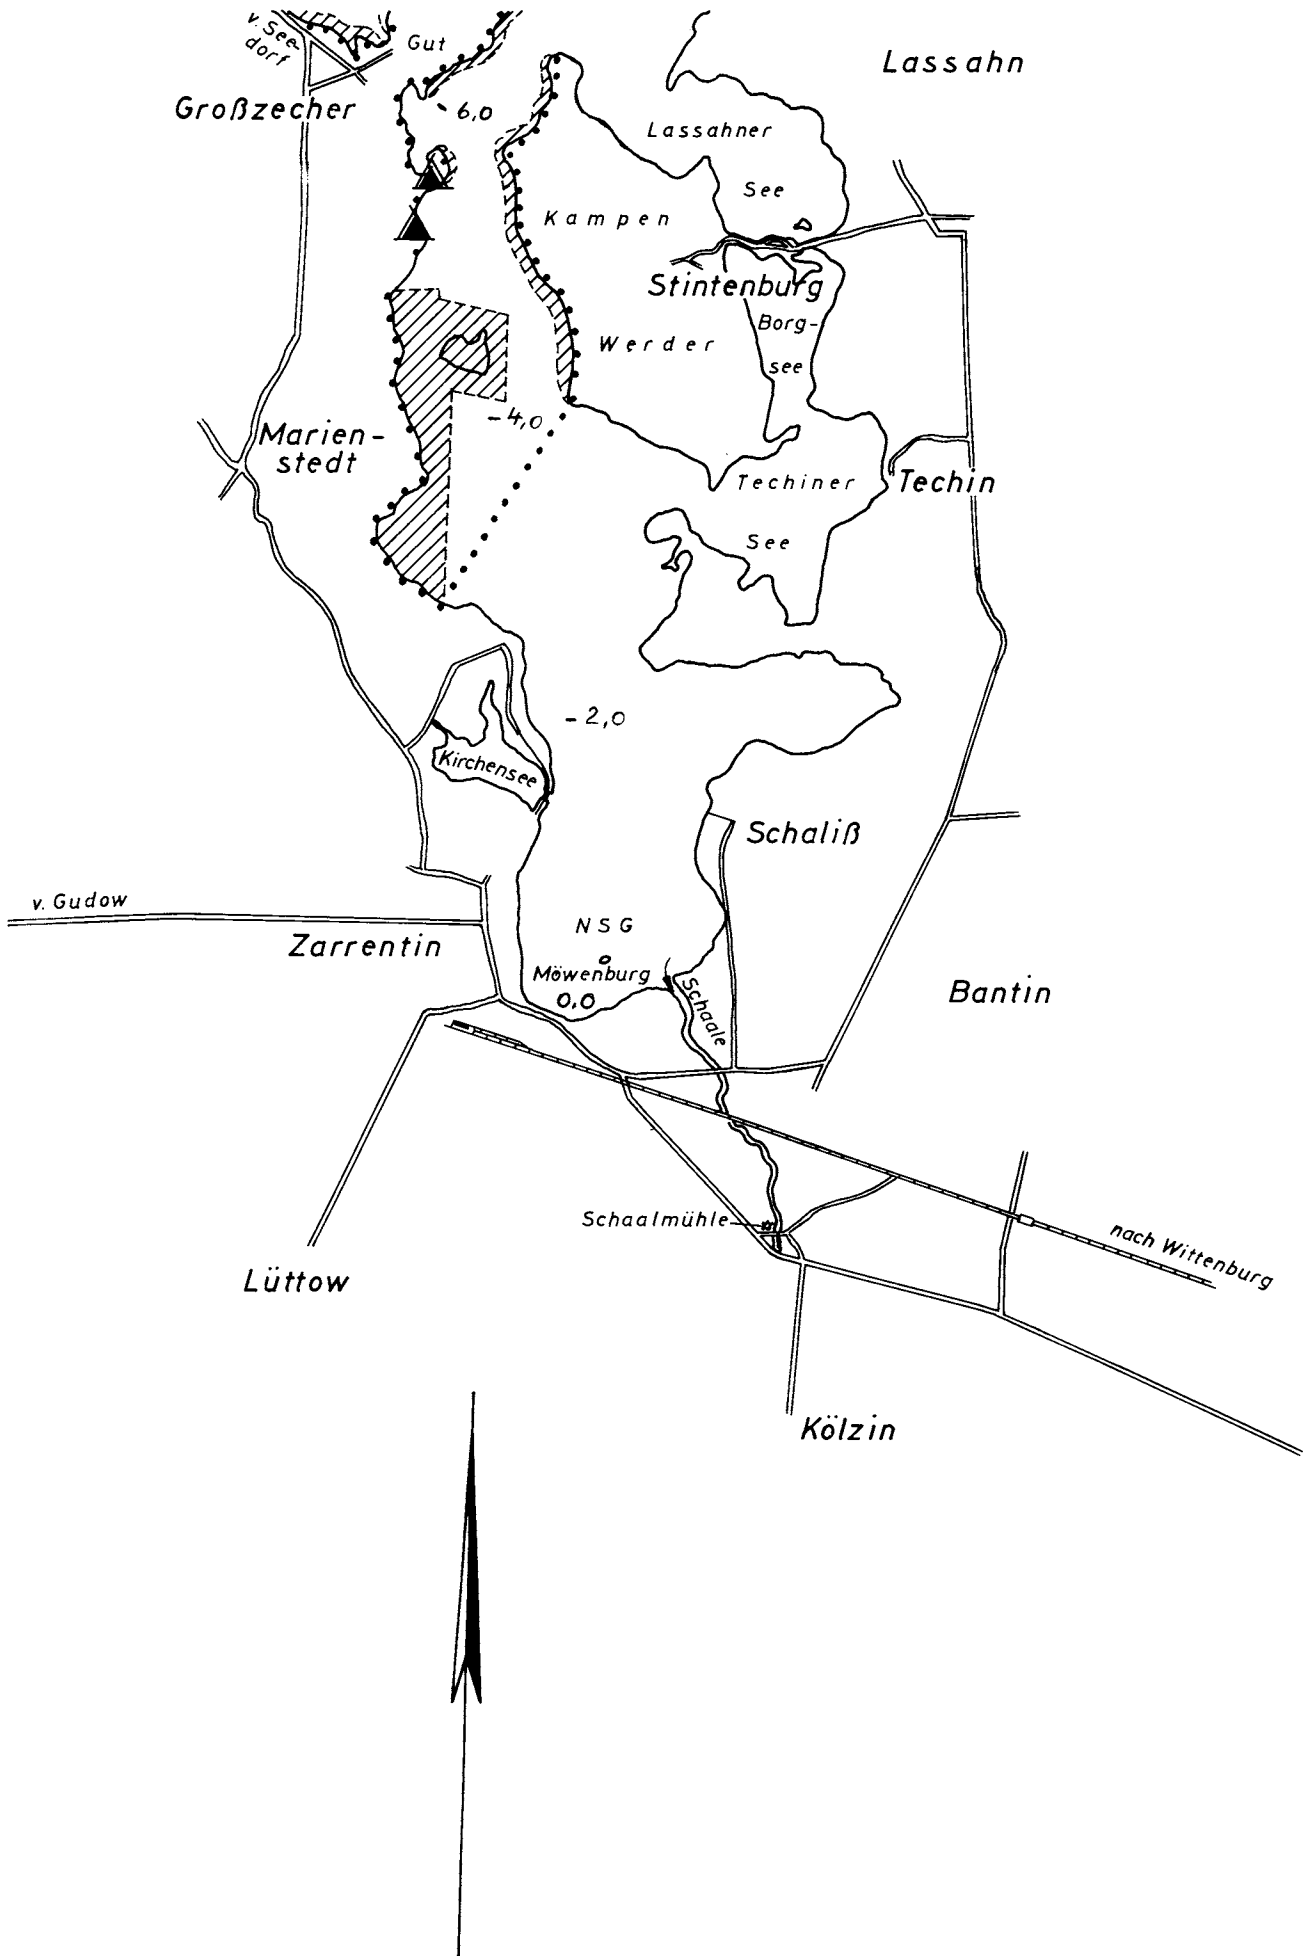 v. See-
dorf
Gut
Lassahn
Großzecher
- 6,0
Lassahner
See
Kampen
Stintenburg
Borg-
see
Werder
- 4,0
Marien-
stedt
Techiner
See
Techin
- 2,0
Kirchensee
Schaliß
v. Gudow
Zarrentin
NSG
Möwenburg
0,0
Schaale
Bantin
Schaalmühle
nach Wittenburg
Lüttow
Kölzin